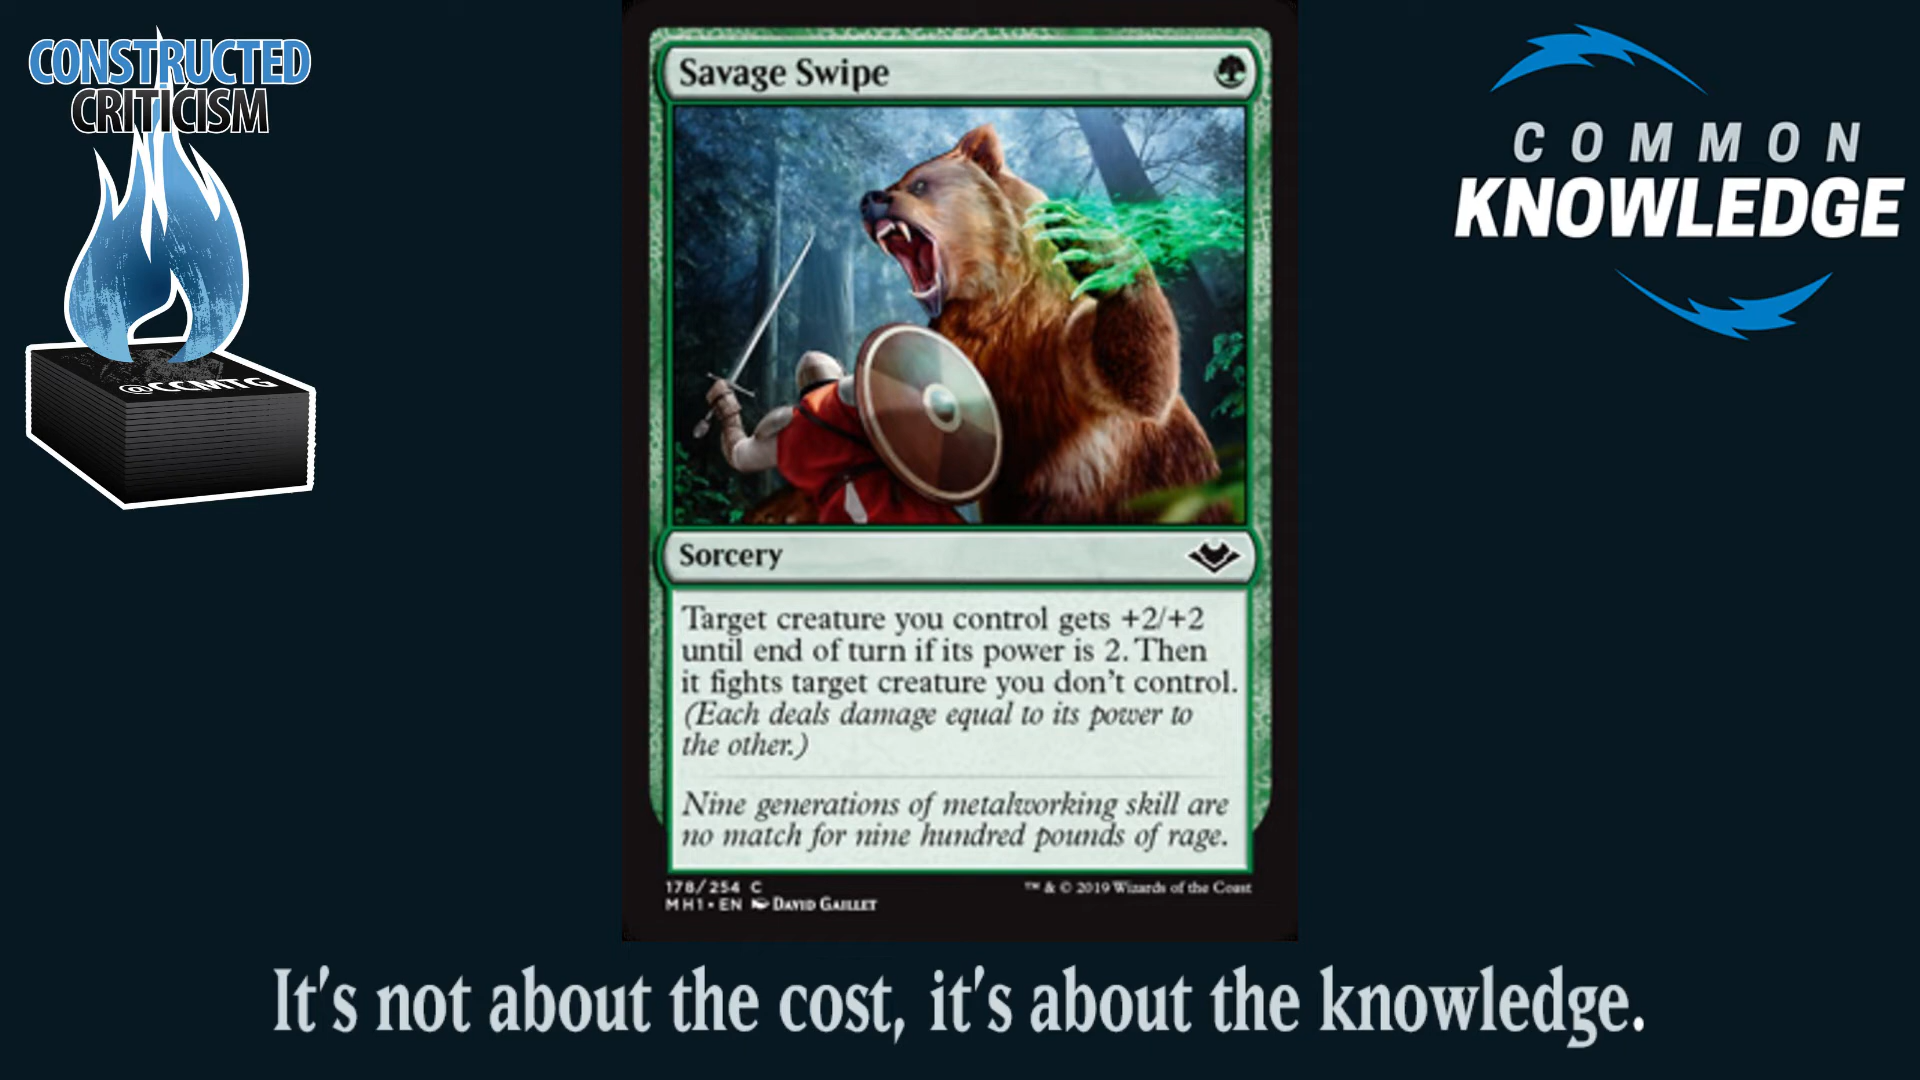 CONSTRUCTED
CRITICISM
@CCMTG
Savage Swipe
Sorcery
Target creature you control gets +2/+2
until end of turn if its power is 2. Then
it fights target creature you don't control.
(Each deals damage equal to its power to
the other.)
Nine generations of metalworking skill are
no match for nine hundred pounds of rage.
178/254 C
™ & © 2019 Wizards of the Coast
MH1 • EN DAVID GAILLET
COMMON
KNOWLEDGE
It's not about the cost, it's about the knowledge.